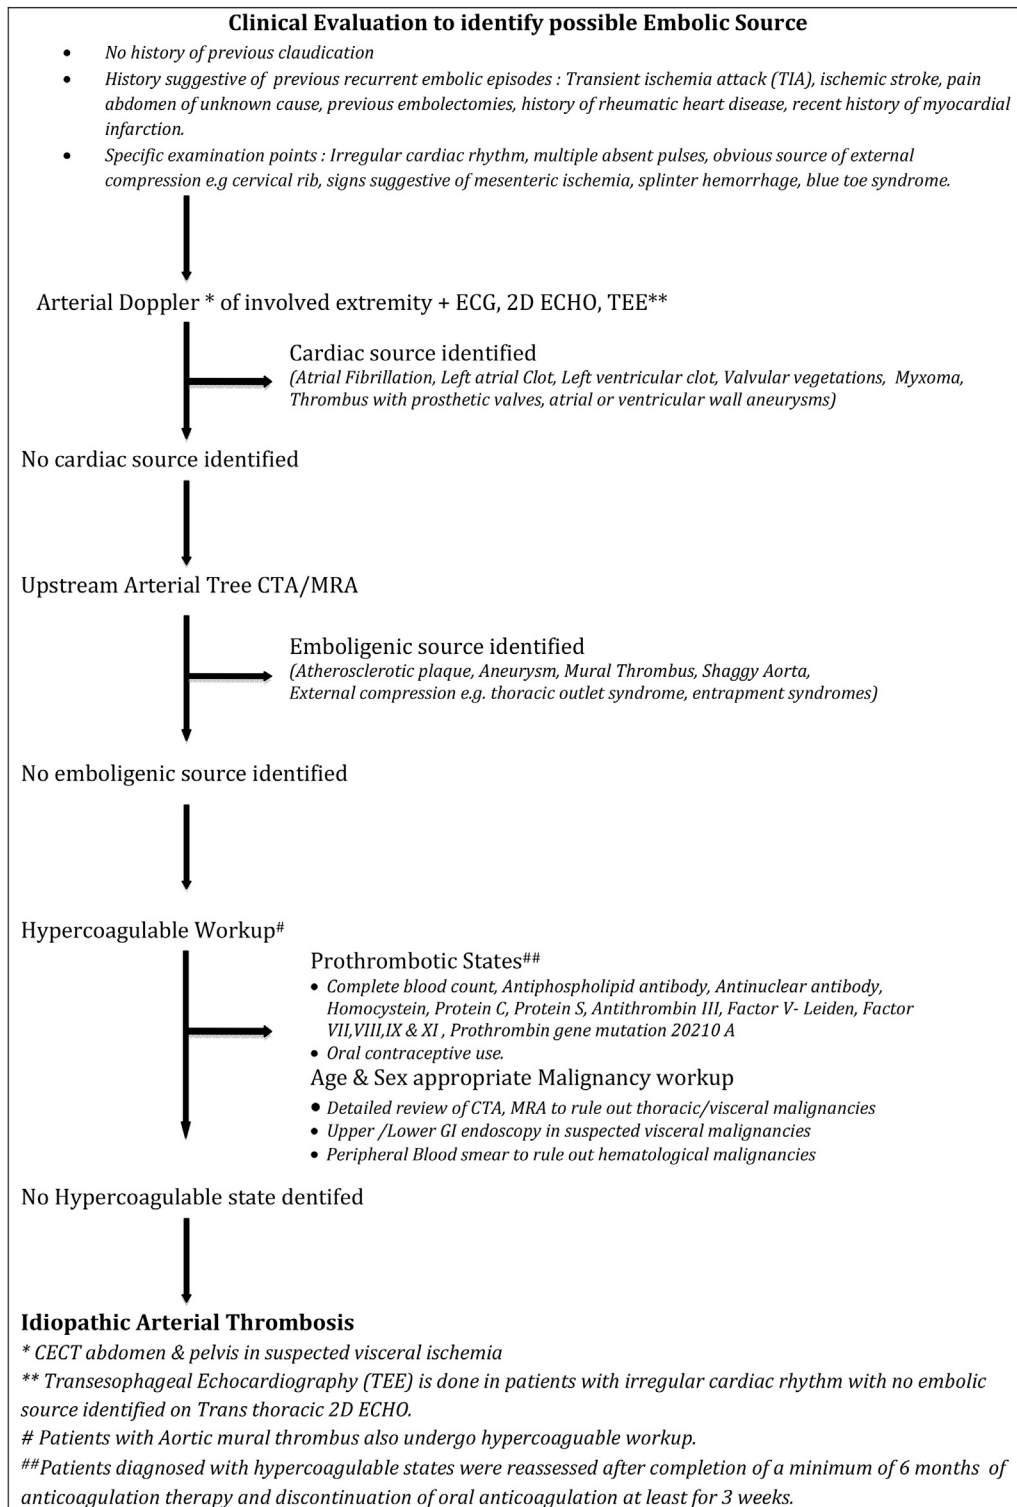 Clinical Evaluation to identify possible Embolic Source
• No history of previous claudication
• History suggestive of previous recurrent embolic episodes : Transient ischemia attack (TIA), ischemic stroke, pain
abdomen of unknown cause, previous embolectomies, history of rheumatic heart disease, recent history of myocardial
infarction.
• Specific examination points : Irregular cardiac rhythm, multiple absent pulses, obvious source of external
compression e.g cervical rib, signs suggestive of mesenteric ischemia, splinter hemorrhage, blue toe syndrome.
Arterial Doppler * of involved extremity + ECG, 2D ECHO, TEE**
Cardiac source identified
(Atrial Fibrillation, Left atrial Clot, Left ventricular clot, Valvular vegetations, Myxoma,
Thrombus with prosthetic valves, atrial or ventricular wall aneurysms)
No cardiac source identified
Upstream Arterial Tree CTA/MRA
Emboligenic source identified
(Atherosclerotic plaque, Aneurysm, Mural Thrombus, Shaggy Aorta,
External compression e.g. thoracic outlet syndrome, entrapment syndromes)
No emboligenic source identified
Hypercoagulable Workup#
Prothrombotic States##
• Complete blood count, Antiphospholipid antibody, Antinuclear antibody,
Homocystein, Protein C, Protein S, Antithrombin III, Factor V- Leiden, Factor
VII,VIII,IX & XI , Prothrombin gene mutation 20210 A
• Oral contraceptive use.
Age & Sex appropriate Malignancy workup
• Detailed review of CTA, MRA to rule out thoracic/visceral malignancies
• Upper /Lower GI endoscopy in suspected visceral malignancies
• Peripheral Blood smear to rule out hematological malignancies
No Hypercoagulable state dentifed
Idiopathic Arterial Thrombosis
* CECT abdomen & pelvis in suspected visceral ischemia
** Transesophageal Echocardiography (TEE) is done in patients with irregular cardiac rhythm with no embolic
source identified on Trans thoracic 2D ECHO.
# Patients with Aortic mural thrombus also undergo hypercoaguable workup.
##Patients diagnosed with hypercoagulable states were reassessed after completion of a minimum of 6 months of
anticoagulation therapy and discontinuation of oral anticoagulation at least for 3 weeks.